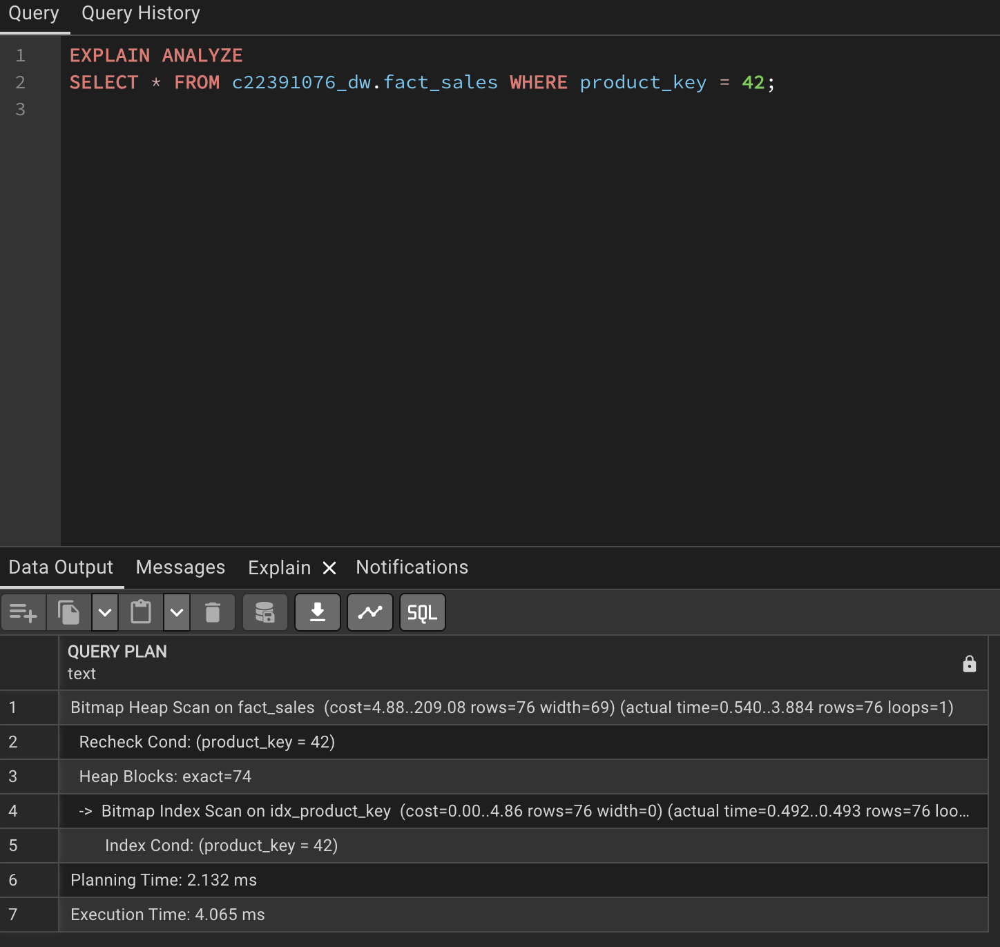 Query Query History
1 EXPLAIN ANALYZE
2 SELECT * FROM c22391076_dw.fact_sales WHERE product_key = 42;
3
Data Output Messages Explain Notifications
SQL
QUERY PLAN
text
1 Bitmap Heap Scan on fact_sales (cost=4.88..209.08 rows=76 width=69) (actual time=0.540..3.884 rows=76 loops=1)
2 Recheck Cond: (product_key = 42)
3 Heap Blocks: exact=74
4 -> Bitmap Index Scan on idx_product_key (cost=0.00..4.86 rows=76 width=0) (actual time=0.492..0.493 rows=76 loo...
5 Index Cond: (product_key = 42)
6 Planning Time: 2.132 ms
7 Execution Time: 4.065 ms